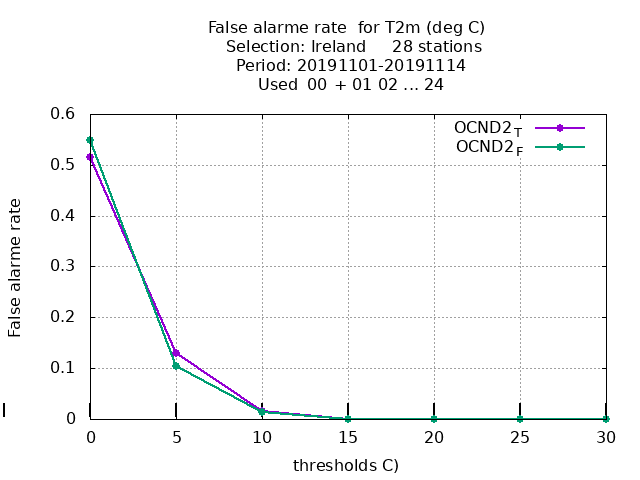 False alarme rate  for T2m (deg C)
Selection: Ireland     28 stations
Period: 20191101-20191114
Used  00 + 01 02 ... 24
OCND2_T
OCND2_F
False alarme rate
0.6
0.5
0.4
0.3
0.2
0.1
0
0 5 10 15 20 25 30
thresholds C)